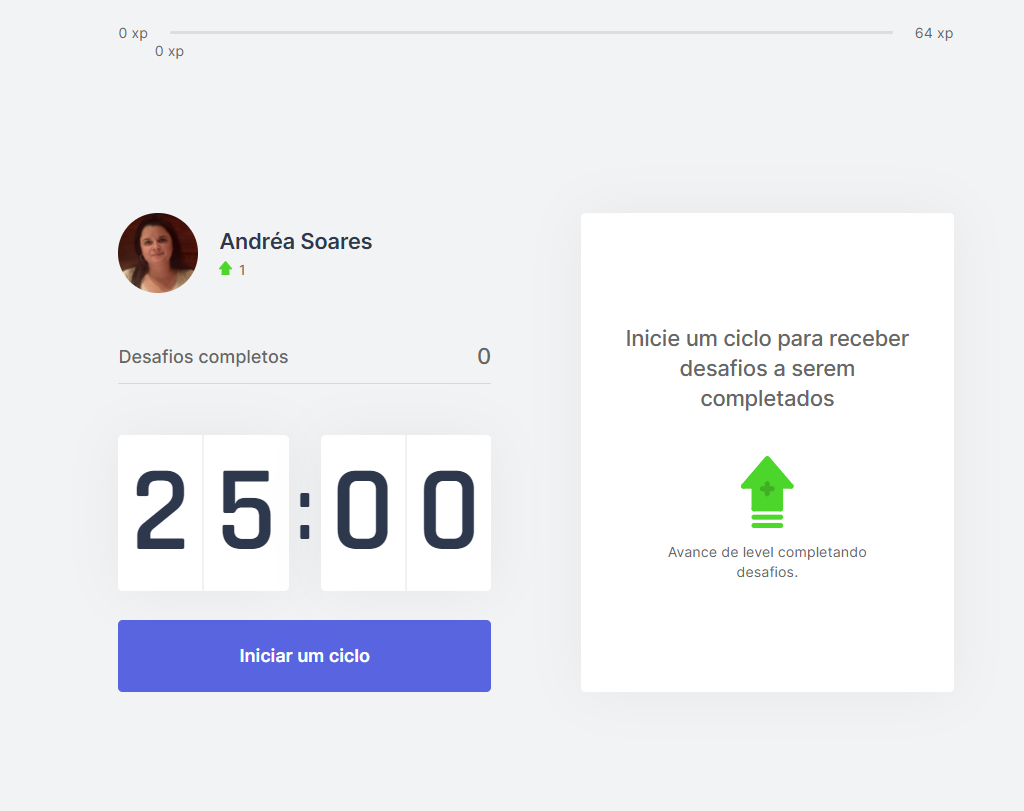 0 xp
64 xp
0 xp
Andréa Soares
1
Desafios completos
0
25:00
Iniciar um ciclo
Inicie um ciclo para receber
desafios a serem
completados
Avance de level completando
desafios.